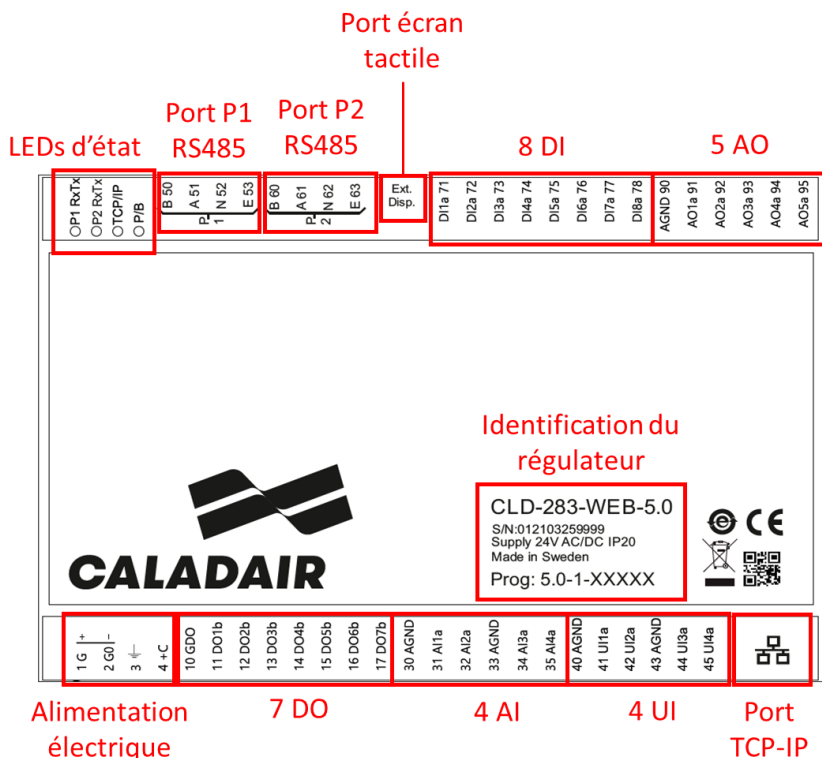 Port écran
tactile
LEDs d'état
Port P1
RS485
Port P2
RS485
8 DI
5 AO
P1 RxTx
P2 RxTx
TCP/IP
P/B
B 50
A 51
N 52
E 53
P
1
B 60
A 61
N 62
E 63
P
2
Ext.
Disp.
DI1a 71
DI2a 72
DI3a 73
DI4a 74
DI5a 75
DI6a 76
DI7a 77
DI8a 78
AGND 90
AO1a 91
AO2a 92
AO3a 93
AO4a 94
AO5a 95
Identification du
régulateur
CLD-283-WEB-5.0
S/N:012103259999
Supply 24V AC/DC IP20
Made in Sweden
Prog: 5.0-1-XXXXX
CE
CALADAIR
1 G +
2 G0 -
3
4 +C
10 GDO
11 DO1b
12 DO2b
13 DO3b
14 DO4b
15 DO5b
16 DO6b
17 DO7b
30 AGND
31 AI1a
32 AI2a
33 AGND
34 AI3a
35 AI4a
40 AGND
41 UI1a
42 UI2a
43 AGND
44 UI3a
45 UI4a
Alimentation
électrique
7 DO
4 AI
4 UI
Port
TCP-IP